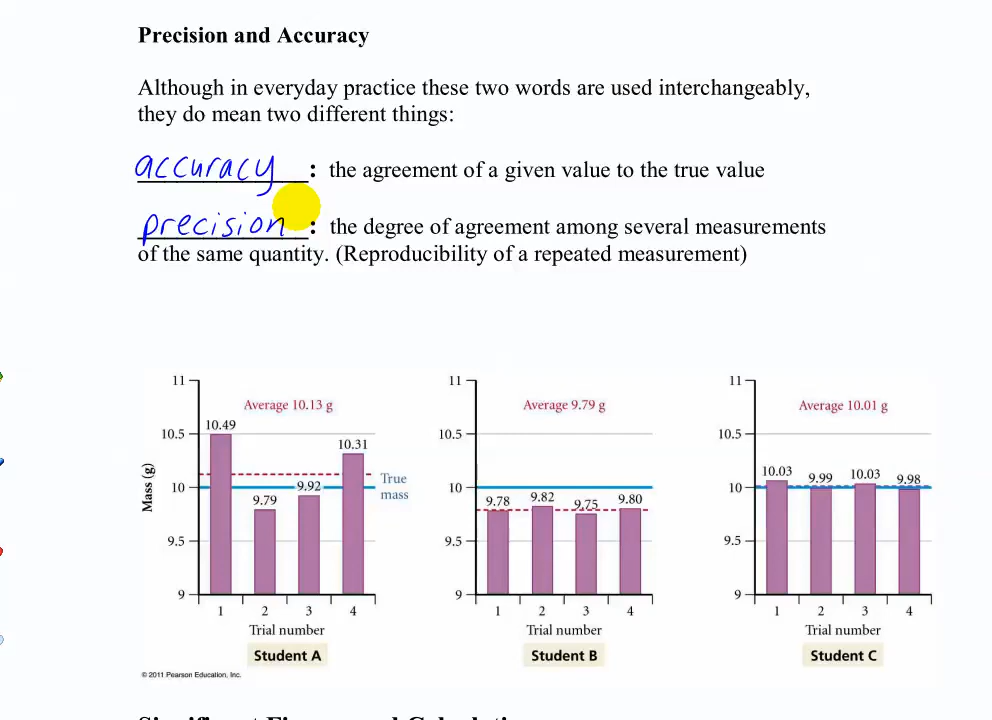 Precision and Accuracy
Although in everyday practice these two words are used interchangeably,
they do mean two different things:
accuracy : the agreement of a given value to the true value
precision : the degree of agreement among several measurements
of the same quantity. (Reproducibility of a repeated measurement)
Mass (g)
11
10.5
10
9.5
9
Average 10.13 g
10.49
9.79
9.92
10.31
True
mass
1 2 3 4
Trial number
Student A
11
10.5
10
9.5
9
Average 9.79 g
9.78
9.82
9.75
9.80
1 2 3 4
Trial number
Student B
11
10.5
10
9.5
9
Average 10.01 g
10.03
9.99
10.03
9.98
1 2 3 4
Trial number
Student C
© 2011 Pearson Education, Inc.